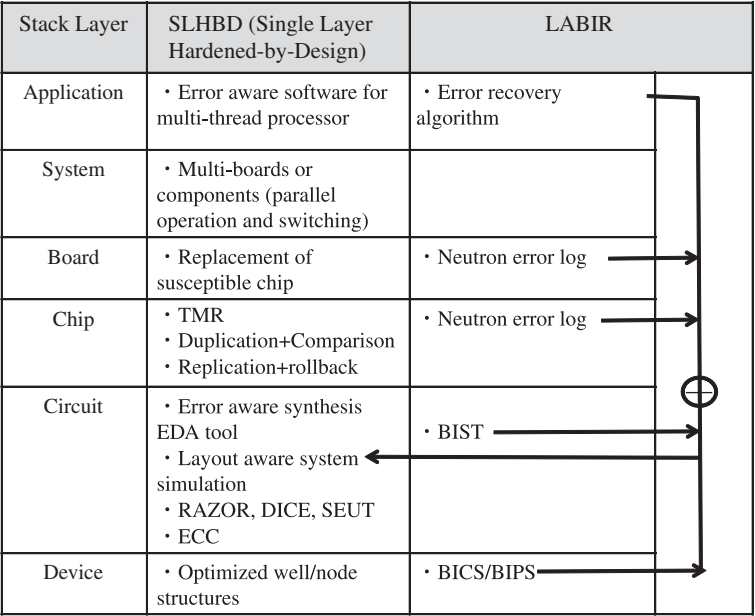 Stack Layer
SLHBD (Single Layer
Hardened-by-Design)
LABIR
Application
・Error aware software for
multi-thread processor
・Error recovery
algorithm
System
・Multi-boards or
components (parallel
operation and switching)
Board
・Replacement of
susceptible chip
・Neutron error log
Chip
・TMR
・Duplication+Comparison
・Replication+rollback
・Neutron error log
Circuit
・Error aware synthesis
EDA tool
・Layout aware system
simulation
・RAZOR, DICE, SEUT
・ECC
・BIST
Device
・Optimized well/node
structures
・BICS/BIPS